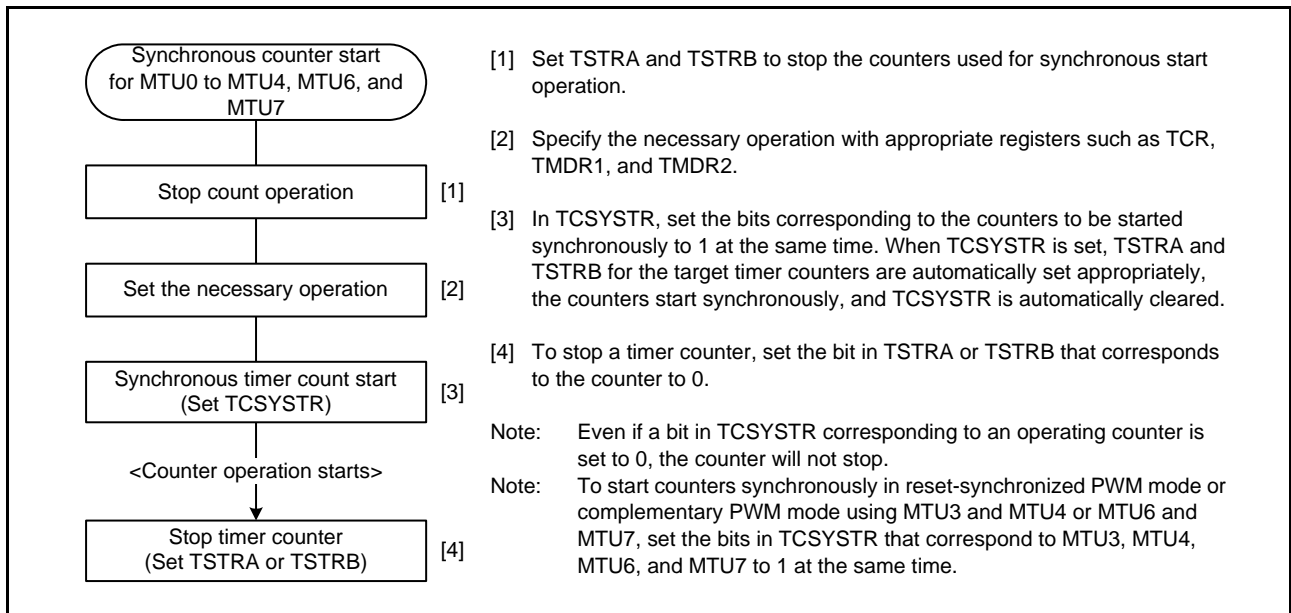 Synchronous counter start
for MTU0 to MTU4, MTU6, and
MTU7
Stop count operation
[1]
Set the necessary operation
[2]
Synchronous timer count start
(Set TCSYSTR)
[3]
<Counter operation starts>
Stop timer counter
(Set TSTRA or TSTRB)
[4]
[1] Set TSTRA and TSTRB to stop the counters used for synchronous start
operation.
[2] Specify the necessary operation with appropriate registers such as TCR,
TMDR1, and TMDR2.
[3] In TCSYSTR, set the bits corresponding to the counters to be started
synchronously to 1 at the same time. When TCSYSTR is set, TSTRA and
TSTRB for the target timer counters are automatically set appropriately,
the counters start synchronously, and TCSYSTR is automatically cleared.
[4] To stop a timer counter, set the bit in TSTRA or TSTRB that corresponds
to the counter to 0.
Note: Even if a bit in TCSYSTR corresponding to an operating counter is
set to 0, the counter will not stop.
Note: To start counters synchronously in reset-synchronized PWM mode or
complementary PWM mode using MTU3 and MTU4 or MTU6 and
MTU7, set the bits in TCSYSTR that correspond to MTU3, MTU4,
MTU6, and MTU7 to 1 at the same time.